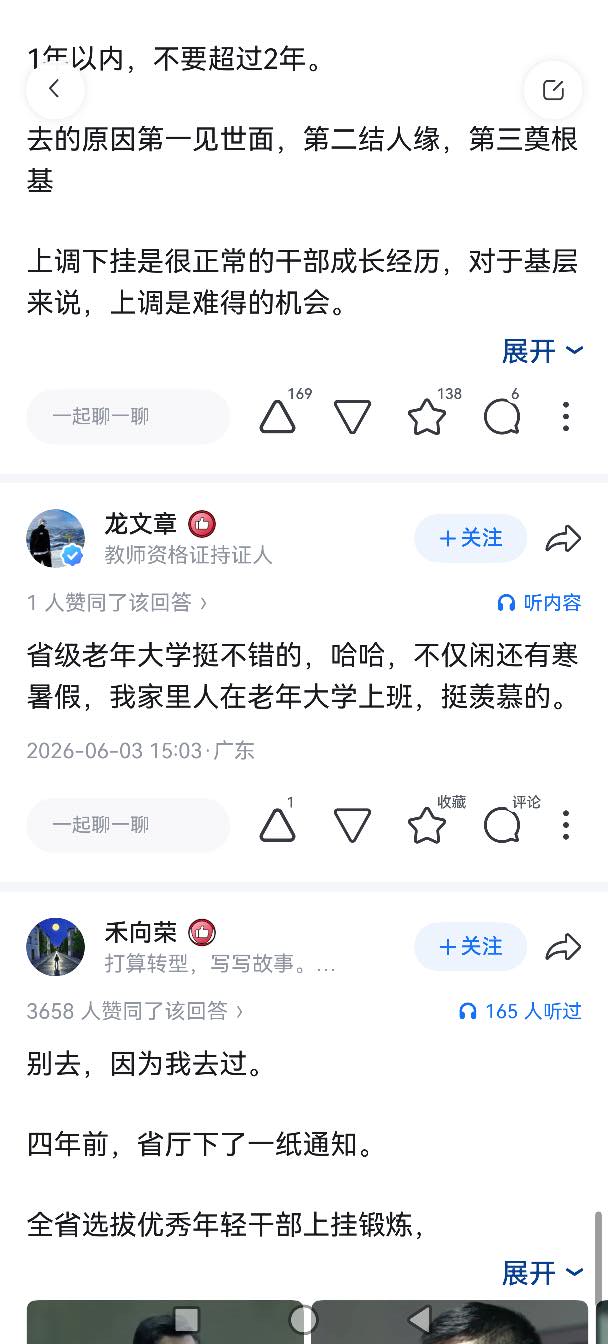 1年以内，不要超过2年。
去的原因第一见世面，第二结人缘，第三奠根
基
上调下挂是很正常的干部成长经历，对于基层
来说，上调是难得的机会。
展开
一起聊一聊
169
138
6
龙文章
教师资格证持证人
+关注
1 人赞同了该回答 ›
听内容
省级老年大学挺不错的，哈哈，不仅闲还有寒
暑假，我家里人在老年大学上班，挺羡慕的。
2026-06-03 15:03·广东
一起聊一聊
1
收藏
评论
禾向荣
打算转型，写写故事。...
+关注
3658 人赞同了该回答 ›
165 人听过
别去，因为我去过。
四年前，省厅下了一纸通知。
全省选拔优秀年轻干部上挂锻炼，
展开